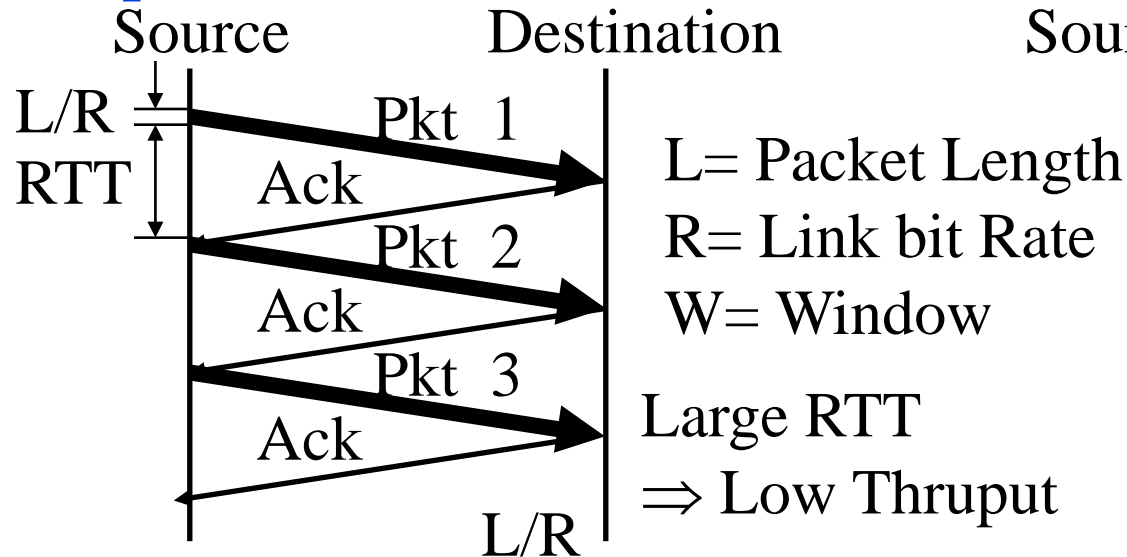 Source Destination
L/R
RTT
Pkt 1
Ack
Pkt 2
Ack
Pkt 3
Ack
L= Packet Length
R= Link bit Rate
W= Window
Large RTT
⇒ Low Thruput
L/R